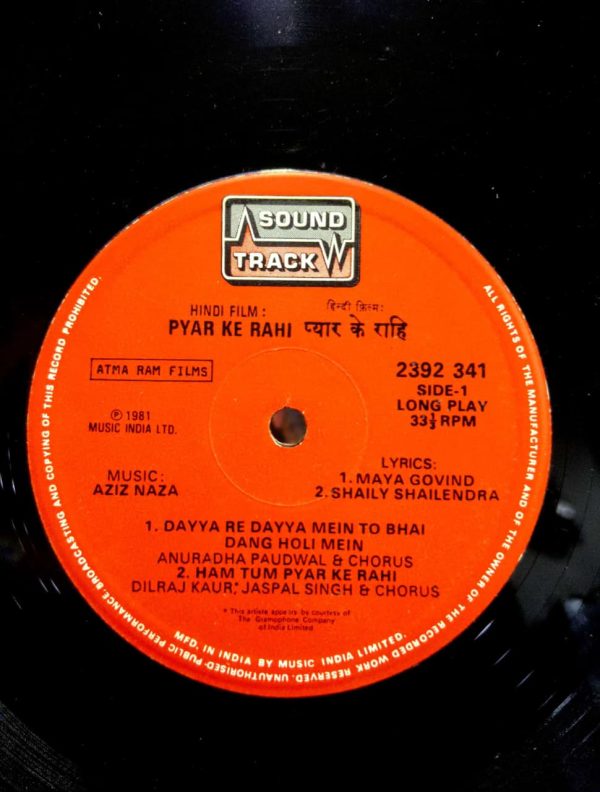 SOUND
TRACK
HINDI FILM : हिन्दी फ़िल्म:
PYAR KE RAHI प्यार के राहि
ATMA RAM FILMS
2392 341
SIDE-1
LONG PLAY
33⅓ RPM
℗ 1981
MUSIC INDIA LTD.
MUSIC:
AZIZ NAZA
LYRICS:
1. MAYA GOVIND
2. SHAILY SHAILENDRA
1. DAYYA RE DAYYA MEIN TO BHAI
DANG HOLI MEIN
ANURADHA PAUDWAL & CHORUS
2. HAM TUM PYAR KE RAHI
DILRAJ KAUR,* JASPAL SINGH & CHORUS
* This artiste appears by courtesy of
The Gramophone Company
of India Limited
MFD. IN INDIA BY MUSIC INDIA LIMITED.
ALL RIGHTS OF THE MANUFACTURER AND OF THE OWNER OF THE RECORDED WORK RESERVED. UNAUTHORISED PUBLIC PERFORMANCE BROADCASTING AND COPYING OF THIS RECORD PROHIBITED.